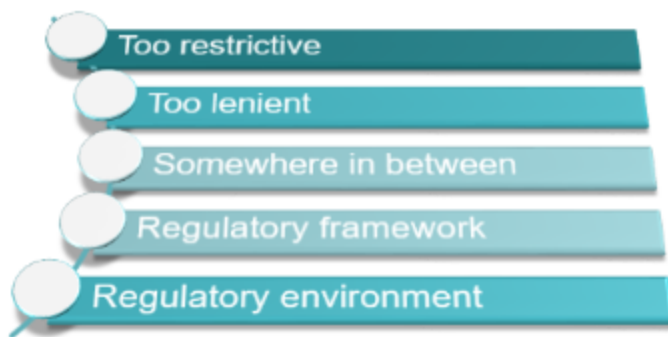 Too restrictive
Too lenient
Somewhere in between
Regulatory framework
Regulatory environment